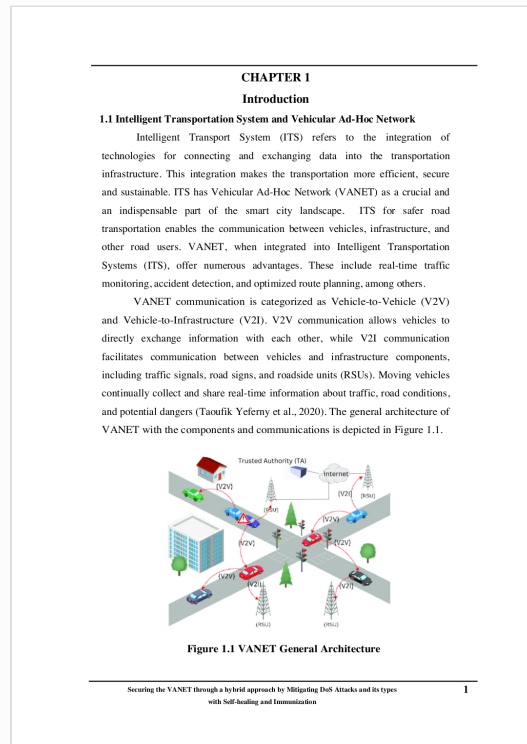 CHAPTER 1
Introduction
1.1 Intelligent Transportation System and Vehicular Ad-Hoc Network
Intelligent Transport System (ITS) refers to the integration of
technologies for connecting and exchanging data into the transportation
infrastructure. This integration makes the transportation more efficient, secure
and sustainable. ITS has Vehicular Ad-Hoc Network (VANET) as a crucial and
an indispensable part of the smart city landscape. ITS for safer road
transportation enables the communication between vehicles, infrastructure, and
other road users. VANET, when integrated into Intelligent Transportation
Systems (ITS), offer numerous advantages. These include real-time traffic
monitoring, accident detection, and optimized route planning, among others.
VANET communication is categorized as Vehicle-to-Vehicle (V2V)
and Vehicle-to-Infrastructure (V2I). V2V communication allows vehicles to
directly exchange information with each other, while V2I communication
facilitates communication between vehicles and infrastructure components,
including traffic signals, road signs, and roadside units (RSUs). Moving vehicles
continually collect and share real-time information about traffic, road conditions,
and potential dangers (Taoufik Yeferny et al., 2020). The general architecture of
VANET with the components and communications is depicted in Figure 1.1.
Trusted Authority (TA)
Internet
(V2V)
(V2I)
(RSU)
(RSU)
(V2V)
(V2V)
(V2V)
(V2V)
(V2I)
(V2I)
(RSU)
(RSU)
Figure 1.1 VANET General Architecture
Securing the VANET through a hybrid approach by Mitigating DoS Attacks and its types
with Self-healing and Immunization
1